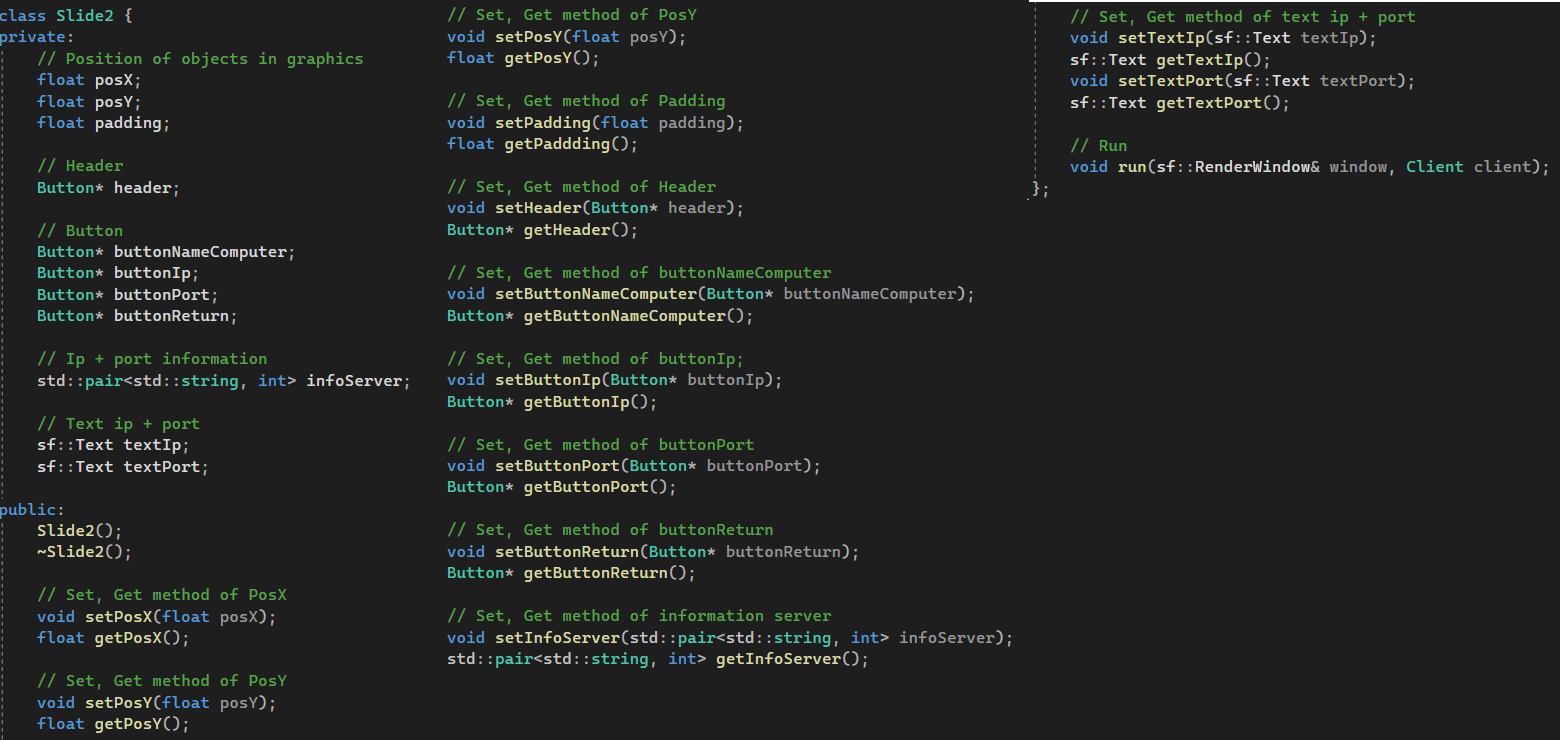 class Slide2 {
private:
    // Position of objects in graphics
    float posX;
    float posY;
    float padding;

    // Header
    Button* header;

    // Button
    Button* buttonNameComputer;
    Button* buttonIp;
    Button* buttonPort;
    Button* buttonReturn;

    // Ip + port information
    std::pair<std::string, int> infoServer;

    // Text ip + port
    sf::Text textIp;
    sf::Text textPort;

public:
    Slide2();
    ~Slide2();

    // Set, Get method of PosX
    void setPosX(float posX);
    float getPosX();

    // Set, Get method of PosY
    void setPosY(float posY);
    float getPosY();

    // Set, Get method of PosY
    void setPosY(float posY);
    float getPosY();

    // Set, Get method of Padding
    void setPadding(float padding);
    float getPaddding();

    // Set, Get method of Header
    void setHeader(Button* header);
    Button* getHeader();

    // Set, Get method of buttonNameComputer
    void setButtonNameComputer(Button* buttonNameComputer);
    Button* getButtonNameComputer();

    // Set, Get method of buttonIp;
    void setButtonIp(Button* buttonIp);
    Button* getButtonIp();

    // Set, Get method of buttonPort
    void setButtonPort(Button* buttonPort);
    Button* getButtonPort();

    // Set, Get method of buttonReturn
    void setButtonReturn(Button* buttonReturn);
    Button* getButtonReturn();

    // Set, Get method of information server
    void setInfoServer(std::pair<std::string, int> infoServer);
    std::pair<std::string, int> getInfoServer();

    // Set, Get method of text ip + port
    void setTextIp(sf::Text textIp);
    sf::Text getTextIp();
    void setTextPort(sf::Text textPort);
    sf::Text getTextPort();

    // Run
    void run(sf::RenderWindow& window, Client client);
};